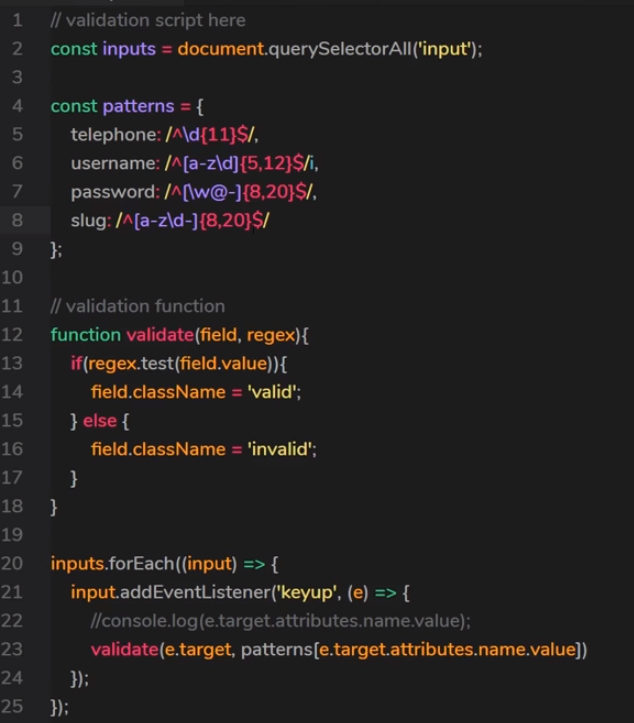 1 // validation script here
2 const inputs = document.querySelectorAll('input');
3
4 const patterns = {
5 telephone: /^\d{11}$/,
6 username: /^[a-z\d]{5,12}$/i,
7 password: /^[\w@-]{8,20}$/,
8 slug: /^[a-z\d-]{8,20}$/
9 };
10
11 // validation function
12 function validate(field, regex){
13 if(regex.test(field.value)){
14 field.className = 'valid';
15 } else {
16 field.className = 'invalid';
17 }
18 }
19
20 inputs.forEach((input) => {
21 input.addEventListener('keyup', (e) => {
22 //console.log(e.target.attributes.name.value);
23 validate(e.target, patterns[e.target.attributes.name.value])
24 });
25 });